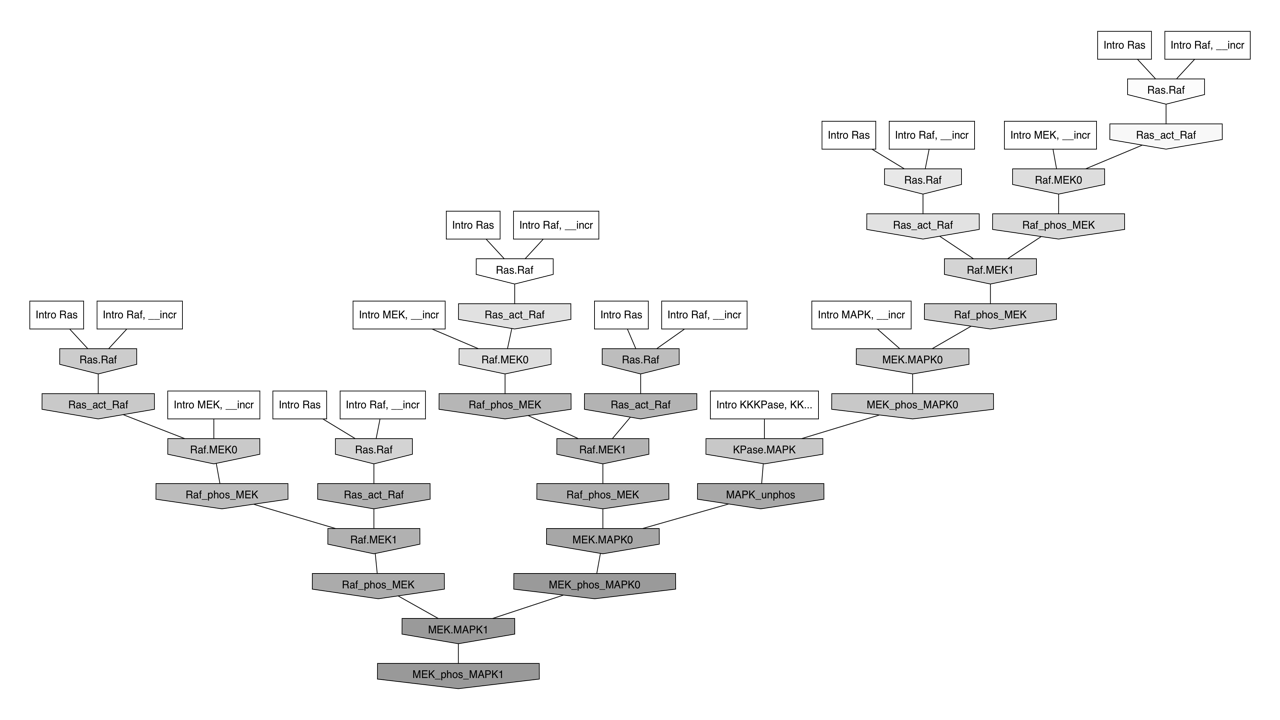 Intro Ras
Intro Raf, __incr
Ras.Raf
Intro Ras
Intro Raf, __incr
Intro MEK, __incr
Ras_act_Raf
Ras.Raf
Raf.MEK0
Intro Ras
Intro Raf, __incr
Ras_act_Raf
Raf_phos_MEK
Ras.Raf
Raf.MEK1
Intro Ras
Intro Raf, __incr
Intro MEK, __incr
Ras_act_Raf
Intro Ras
Intro Raf, __incr
Intro MAPK, __incr
Raf_phos_MEK
Ras.Raf
Raf.MEK0
Ras.Raf
MEK.MAPK0
Ras_act_Raf
Intro MEK, __incr
Intro Ras
Intro Raf, __incr
Raf_phos_MEK
Ras_act_Raf
Intro KKKPase, KK...
MEK_phos_MAPK0
Raf.MEK0
Ras.Raf
Raf.MEK1
KPase.MAPK
Raf_phos_MEK
Ras_act_Raf
Raf_phos_MEK
MAPK_unphos
Raf.MEK1
MEK.MAPK0
Raf_phos_MEK
MEK_phos_MAPK0
MEK.MAPK1
MEK_phos_MAPK1